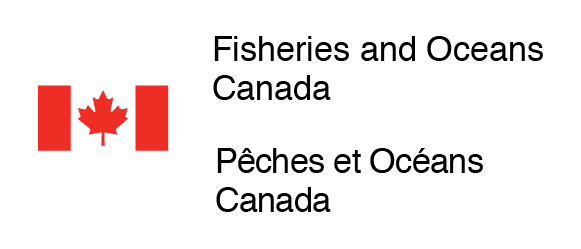 Fisheries and Oceans
Canada
Pêches et Océans
Canada